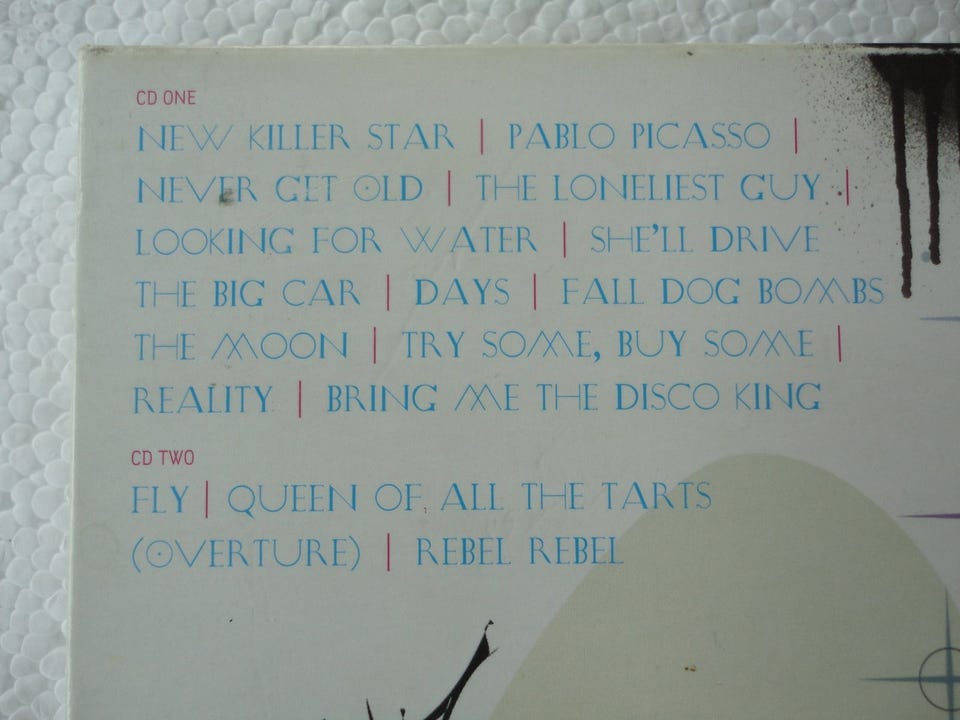 CD ONE
NEW KILLER STAR | PABLO PICASSO |
NEVER GET OLD | THE LONELIEST GUY |
LOOKING FOR WATER | SHE'LL DRIVE
THE BIG CAR | DAYS | FALL DOG BOMBS
THE MOON | TRY SOME, BUY SOME |
REALITY | BRING ME THE DISCO KING
CD TWO
FLY | QUEEN OF ALL THE TARTS
(OVERTURE) | REBEL REBEL